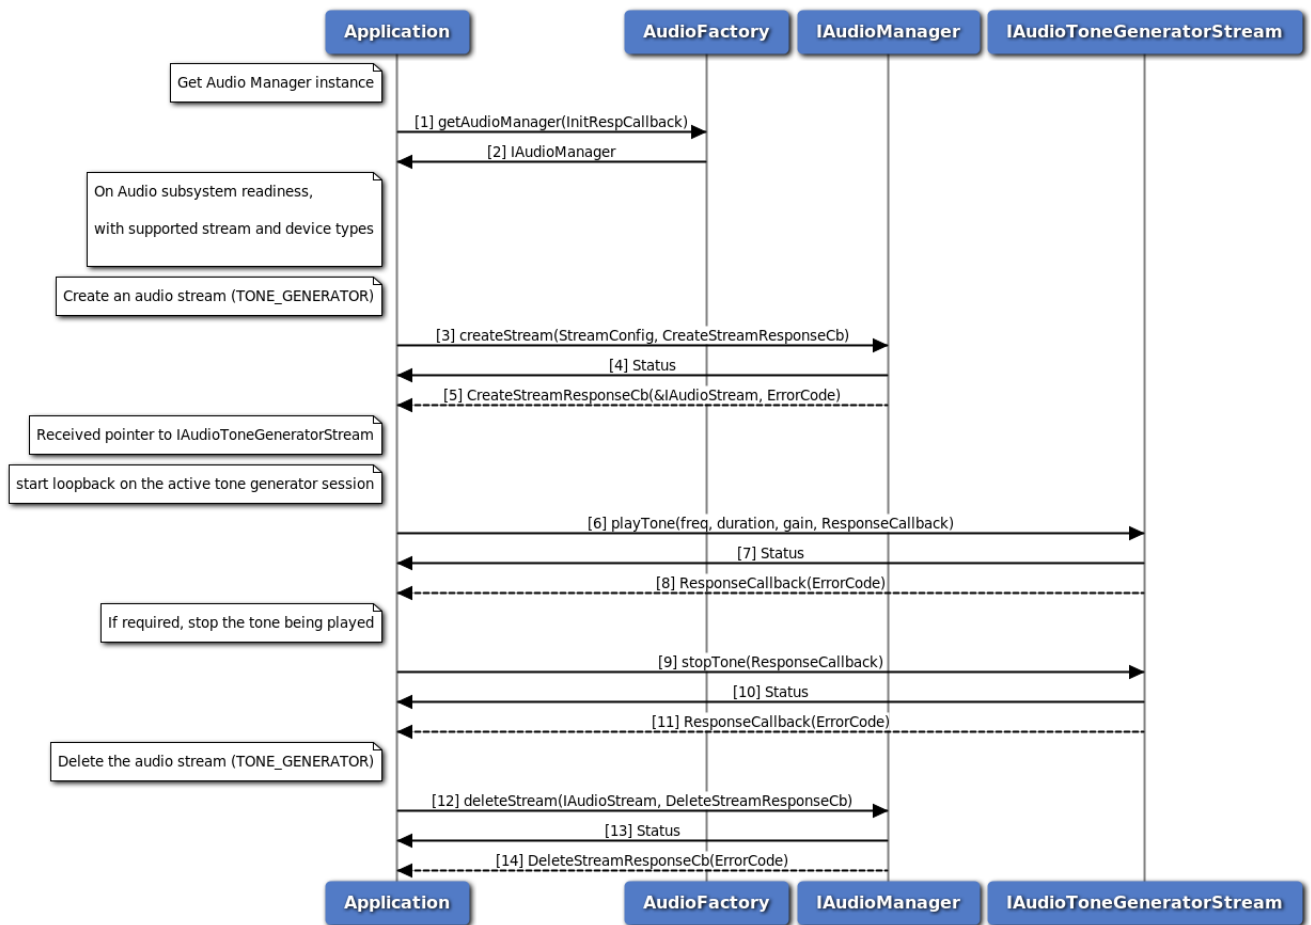 Application
AudioFactory
IAudioManager
IAudioToneGeneratorStream
Get Audio Manager instance
[1] getAudioManager(InitRespCallback)
[2] IAudioManager
On Audio subsystem readiness,
with supported stream and device types
Create an audio stream (TONE_GENERATOR)
[3] createStream(StreamConfig, CreateStreamResponseCb)
[4] Status
[5] CreateStreamResponseCb(&IAudioStream, ErrorCode)
Received pointer to IAudioToneGeneratorStream
start loopback on the active tone generator session
[6] playTone(freq, duration, gain, ResponseCallback)
[7] Status
[8] ResponseCallback(ErrorCode)
If required, stop the tone being played
[9] stopTone(ResponseCallback)
[10] Status
[11] ResponseCallback(ErrorCode)
Delete the audio stream (TONE_GENERATOR)
[12] deleteStream(IAudioStream, DeleteStreamResponseCb)
[13] Status
[14] DeleteStreamResponseCb(ErrorCode)
Application
AudioFactory
IAudioManager
IAudioToneGeneratorStream